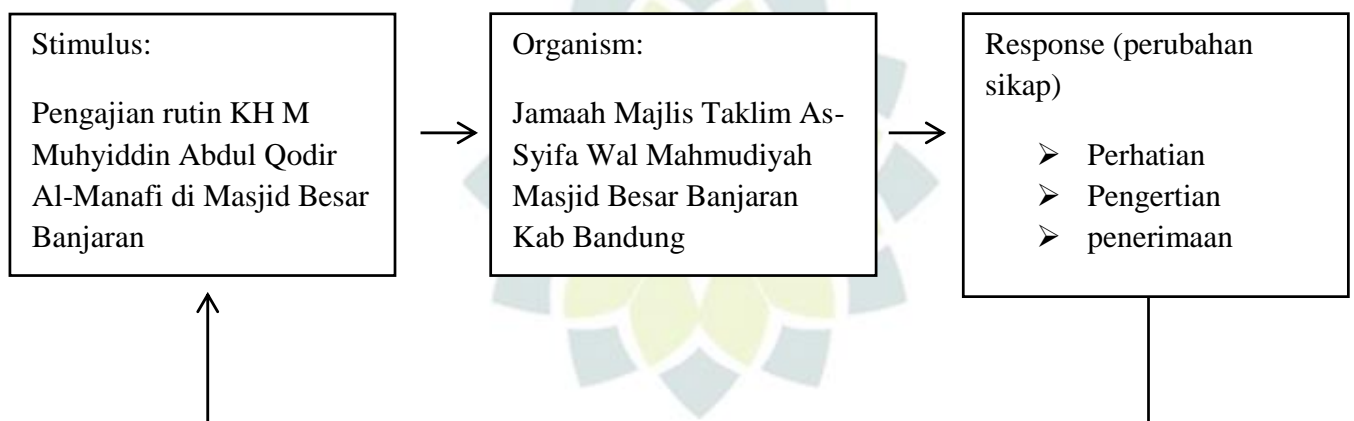 Stimulus:
Pengajian rutin KH M
Muhyiddin Abdul Qodir
Al-Manafi di Masjid Besar
Banjaran
Organism:
Jamaah Majlis Taklim As-
Syifa Wal Mahmudiyah
Masjid Besar Banjaran
Kab Bandung
Response (perubahan
sikap)
➢ Perhatian
➢ Pengertian
➢ penerimaan